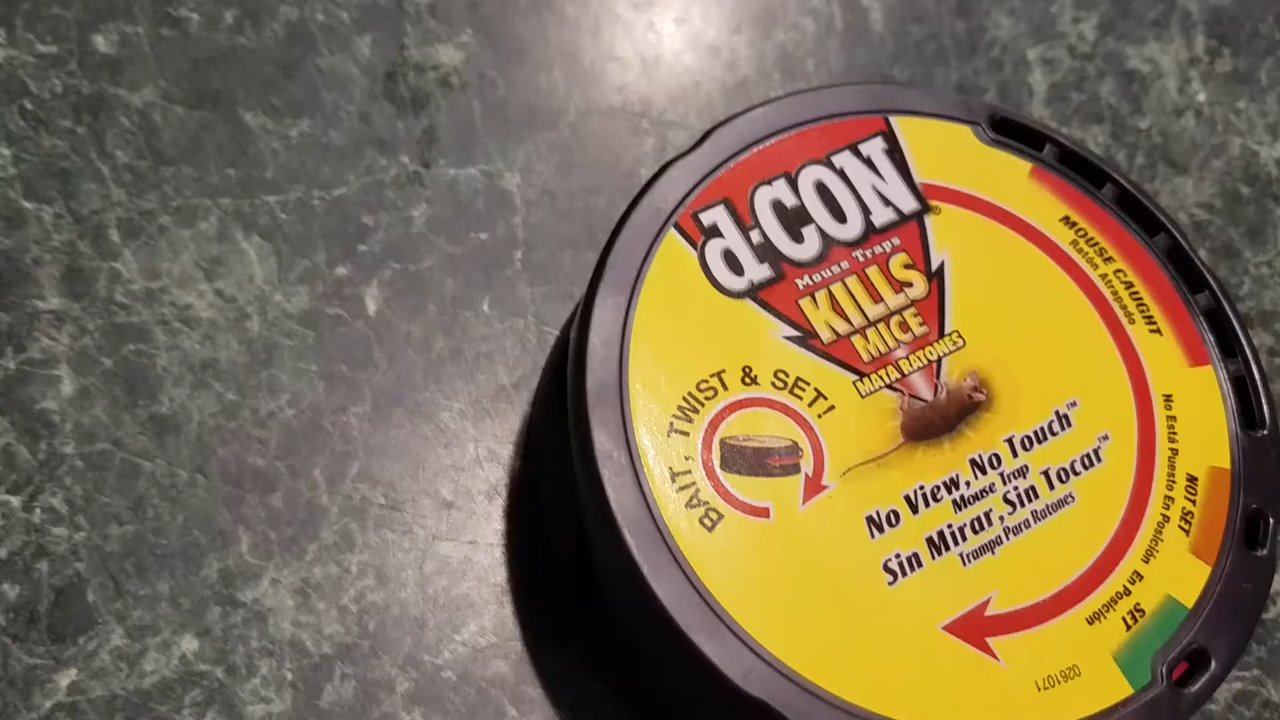 d-CON®
Mouse Traps
KILLS
MICE
MATA RATONES
BAIT, TWIST & SET!
No View, No Touch™
Mouse Trap
Sin Mirar, Sin Tocar™
Trampa Para Ratones
MOUSE CAUGHT
Ratón Atrapado
NOT SET
No Está Puesto En Posición
SET
En Posición
0261071